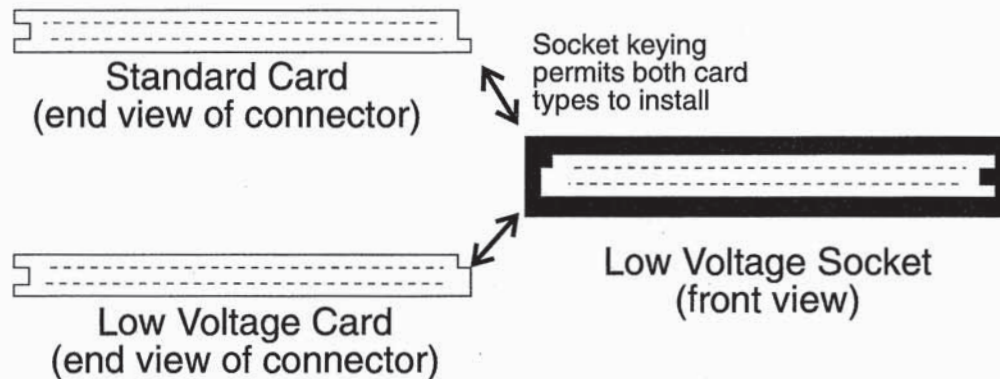 Standard Card
(end view of connector)
Socket keying
permits both card
types to install
Low Voltage Card
(end view of connector)
Low Voltage Socket
(front view)